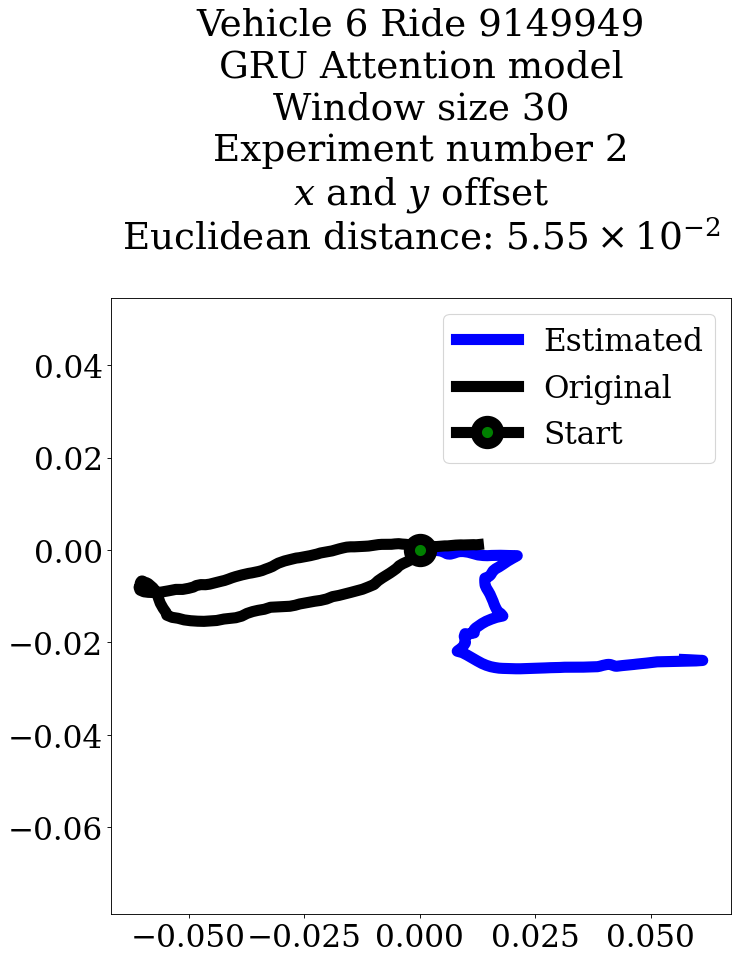 Vehicle 6 Ride 9149949
GRU Attention model
Window size 30
Experiment number 2
x and y offset
Euclidean distance: 5.55 × 10⁻²
Estimated
Original
Start
0.04
0.02
0.00
−0.02
−0.04
−0.06
−0.050 −0.025 0.000 0.025 0.050